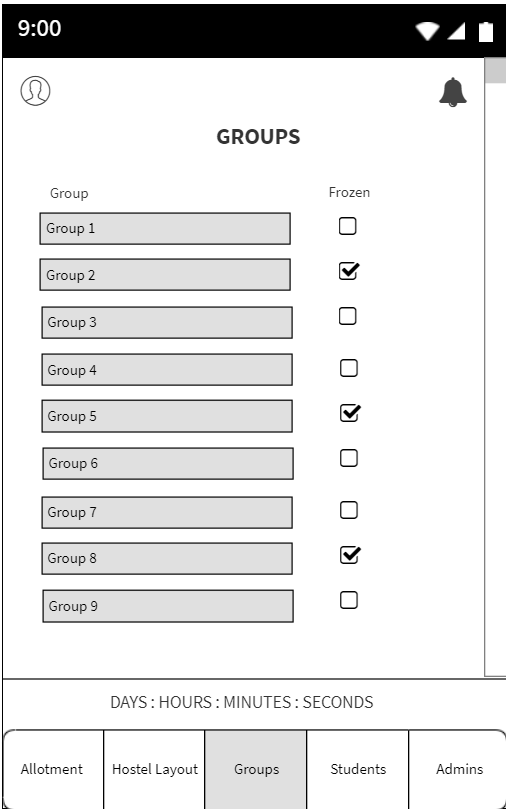 9:00
GROUPS
Group Frozen
Group 1
Group 2
Group 3
Group 4
Group 5
Group 6
Group 7
Group 8
Group 9
DAYS : HOURS : MINUTES : SECONDS
Allotment Hostel Layout Groups Students Admins